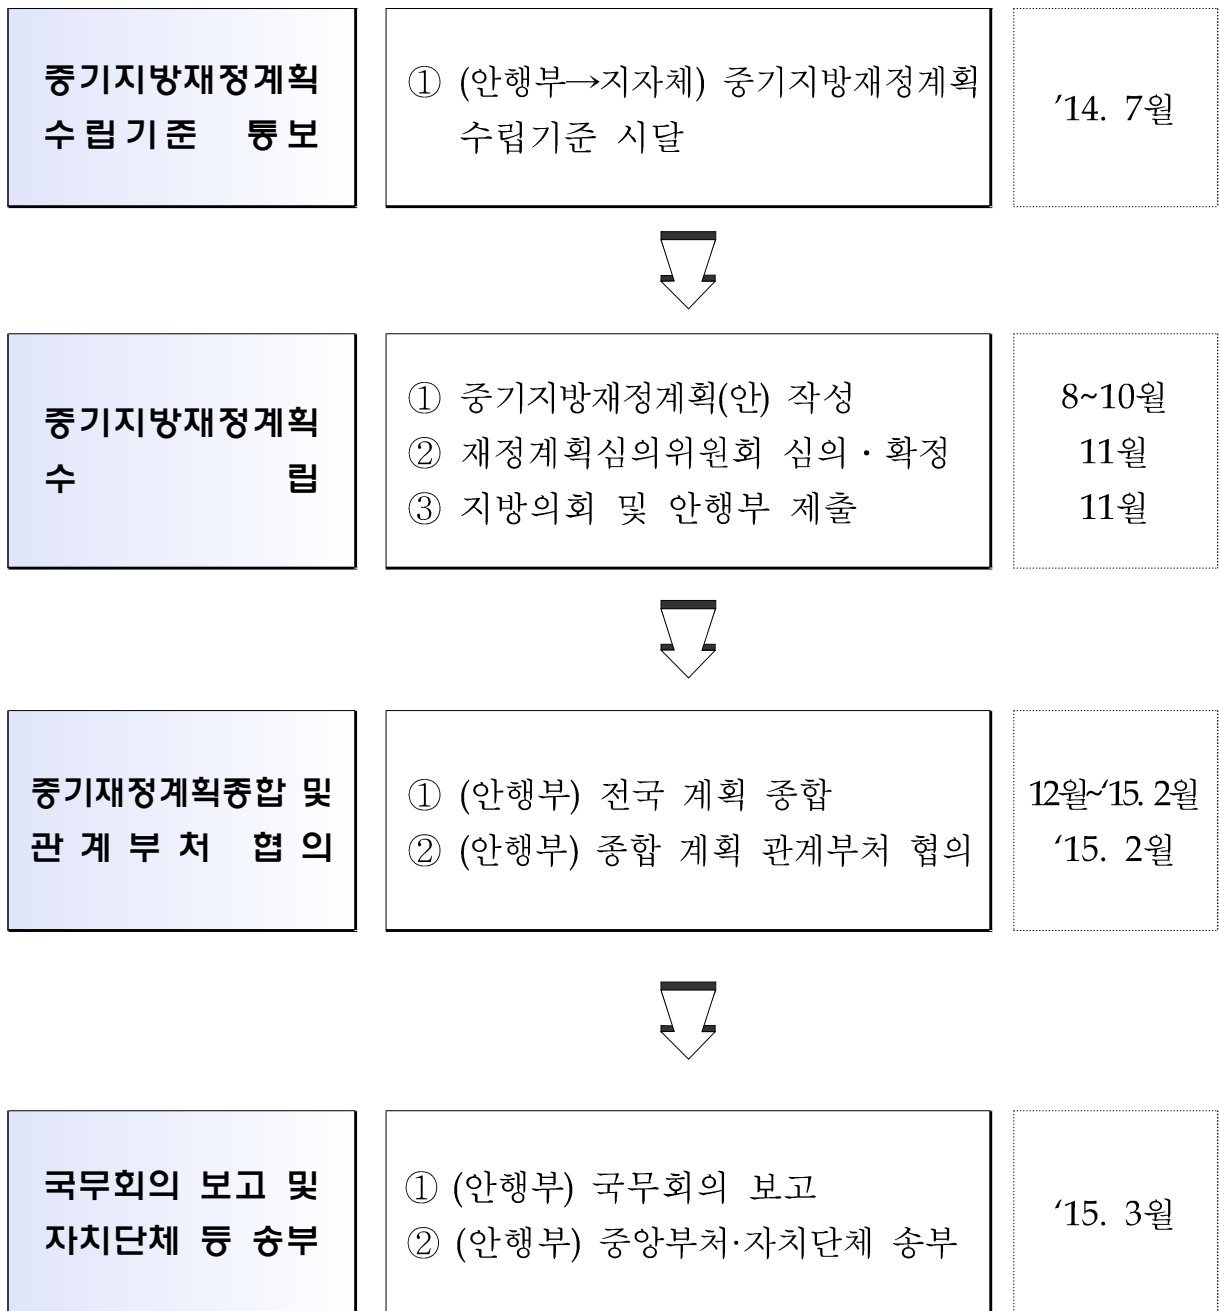 중기지방재정계획
수립기준 통보
① (안행부→지자체) 중기지방재정계획
수립기준 시달
’14. 7월
중기지방재정계획
수 립
① 중기지방재정계획(안) 작성
② 재정계획심의위원회 심의·확정
③ 지방의회 및 안행부 제출
8~10월
11월
11월
중기재정계획종합 및
관 계 부 처 협 의
① (안행부) 전국 계획 종합
② (안행부) 종합 계획 관계부처 협의
12월~‘15. 2월
‘15. 2월
국무회의 보고 및
자치단체 등 송부
① (안행부) 국무회의 보고
② (안행부) 중앙부처·자치단체 송부
‘15. 3월